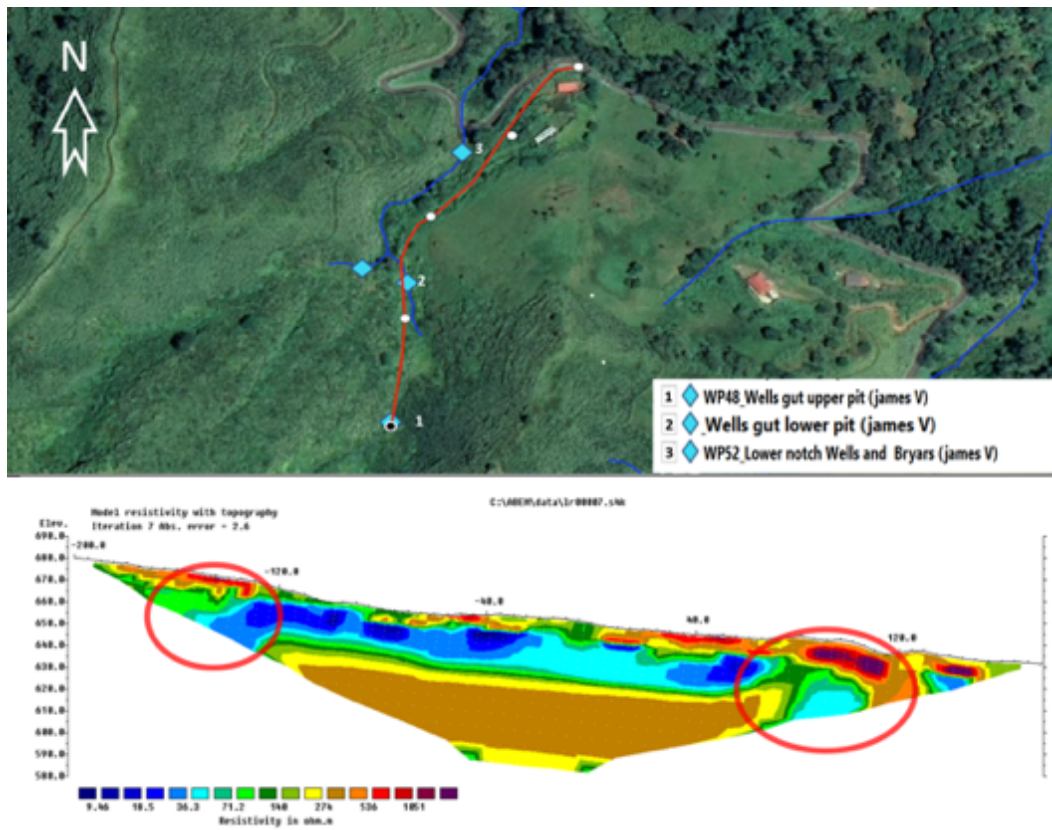 N
3
2
1
1 WP48_Wells gut upper pit (james V)
2 _Wells gut lower pit (james V)
3 WP52_Lower notch Wells and Bryars (james V)
C:\ABEM\data\lr00007.s4k
Model resistivity with topography
Iteration 7 Abs. error = 2.6
Elev.
690.0
680.0
670.0
660.0
650.0
640.0
630.0
620.0
610.0
600.0
590.0
580.0
-200.0
-120.0
-40.0
40.0
120.0
9.46 18.5 36.3 71.2 140 274 536 1051
Resistivity in ohm.m